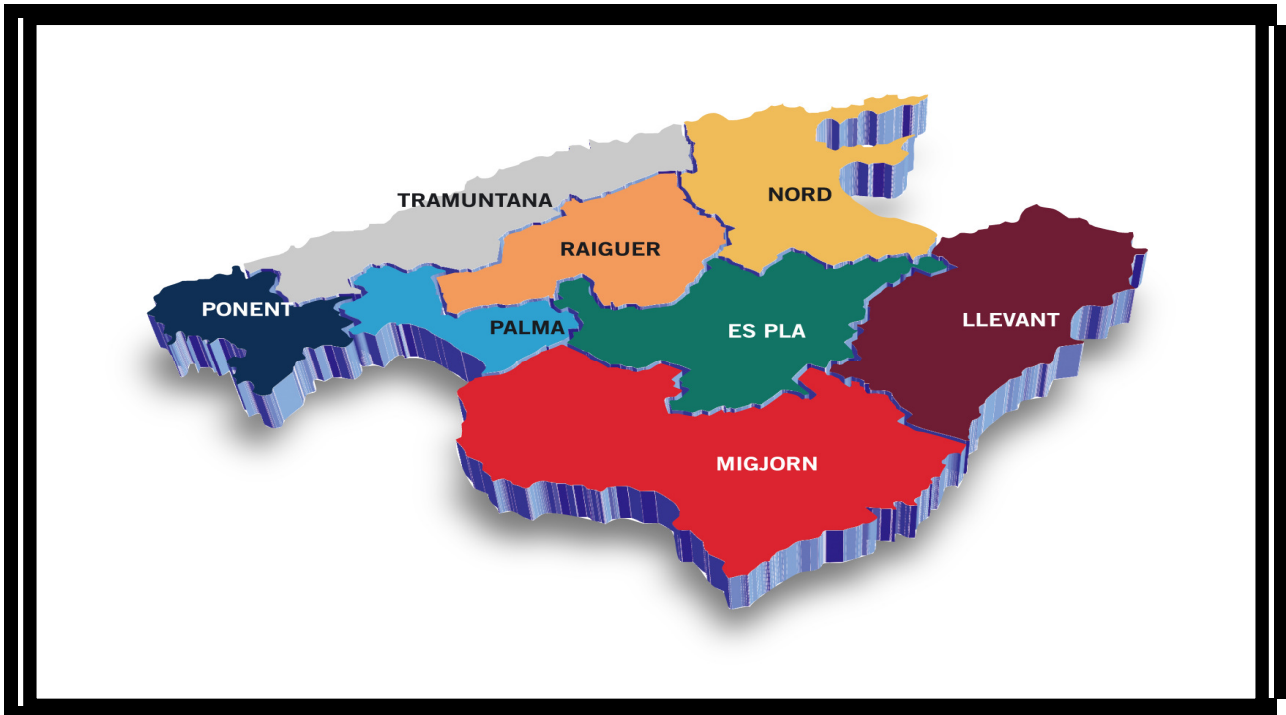 TRAMUNTANA
NORD
RAIGUER
PONENT
PALMA
ES PLA
LLEVANT
MIGJORN